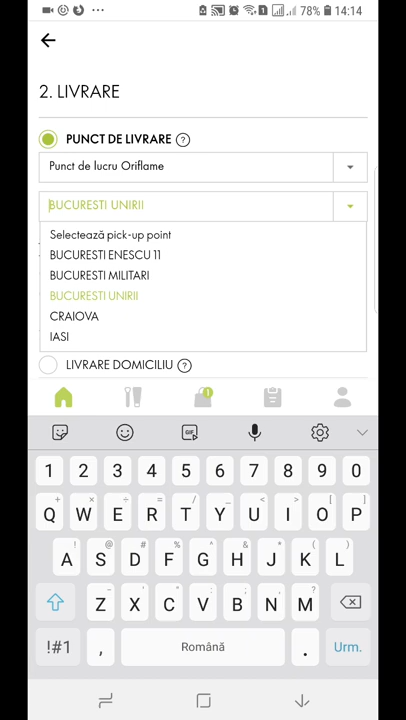 78% 14:14
2. LIVRARE
PUNCT DE LIVRARE ?
Punct de lucru Oriflame
BUCURESTI UNIRII
Selectează pick-up point
BUCURESTI ENESCU 11
BUCURESTI MILITARI
BUCURESTI UNIRII
CRAIOVA
IASI
LIVRARE DOMICILIU ?
1
GIF
1 2 3 4 5 6 7 8 9 0
+ × ÷ = / _ < > [ ]
Q W E R T Y U I O P
! @ # % ^ & * ( )
A S D F G H J K L
- ' " : ; , ?
Z X C V B N M
!#1 , Română . Urm.